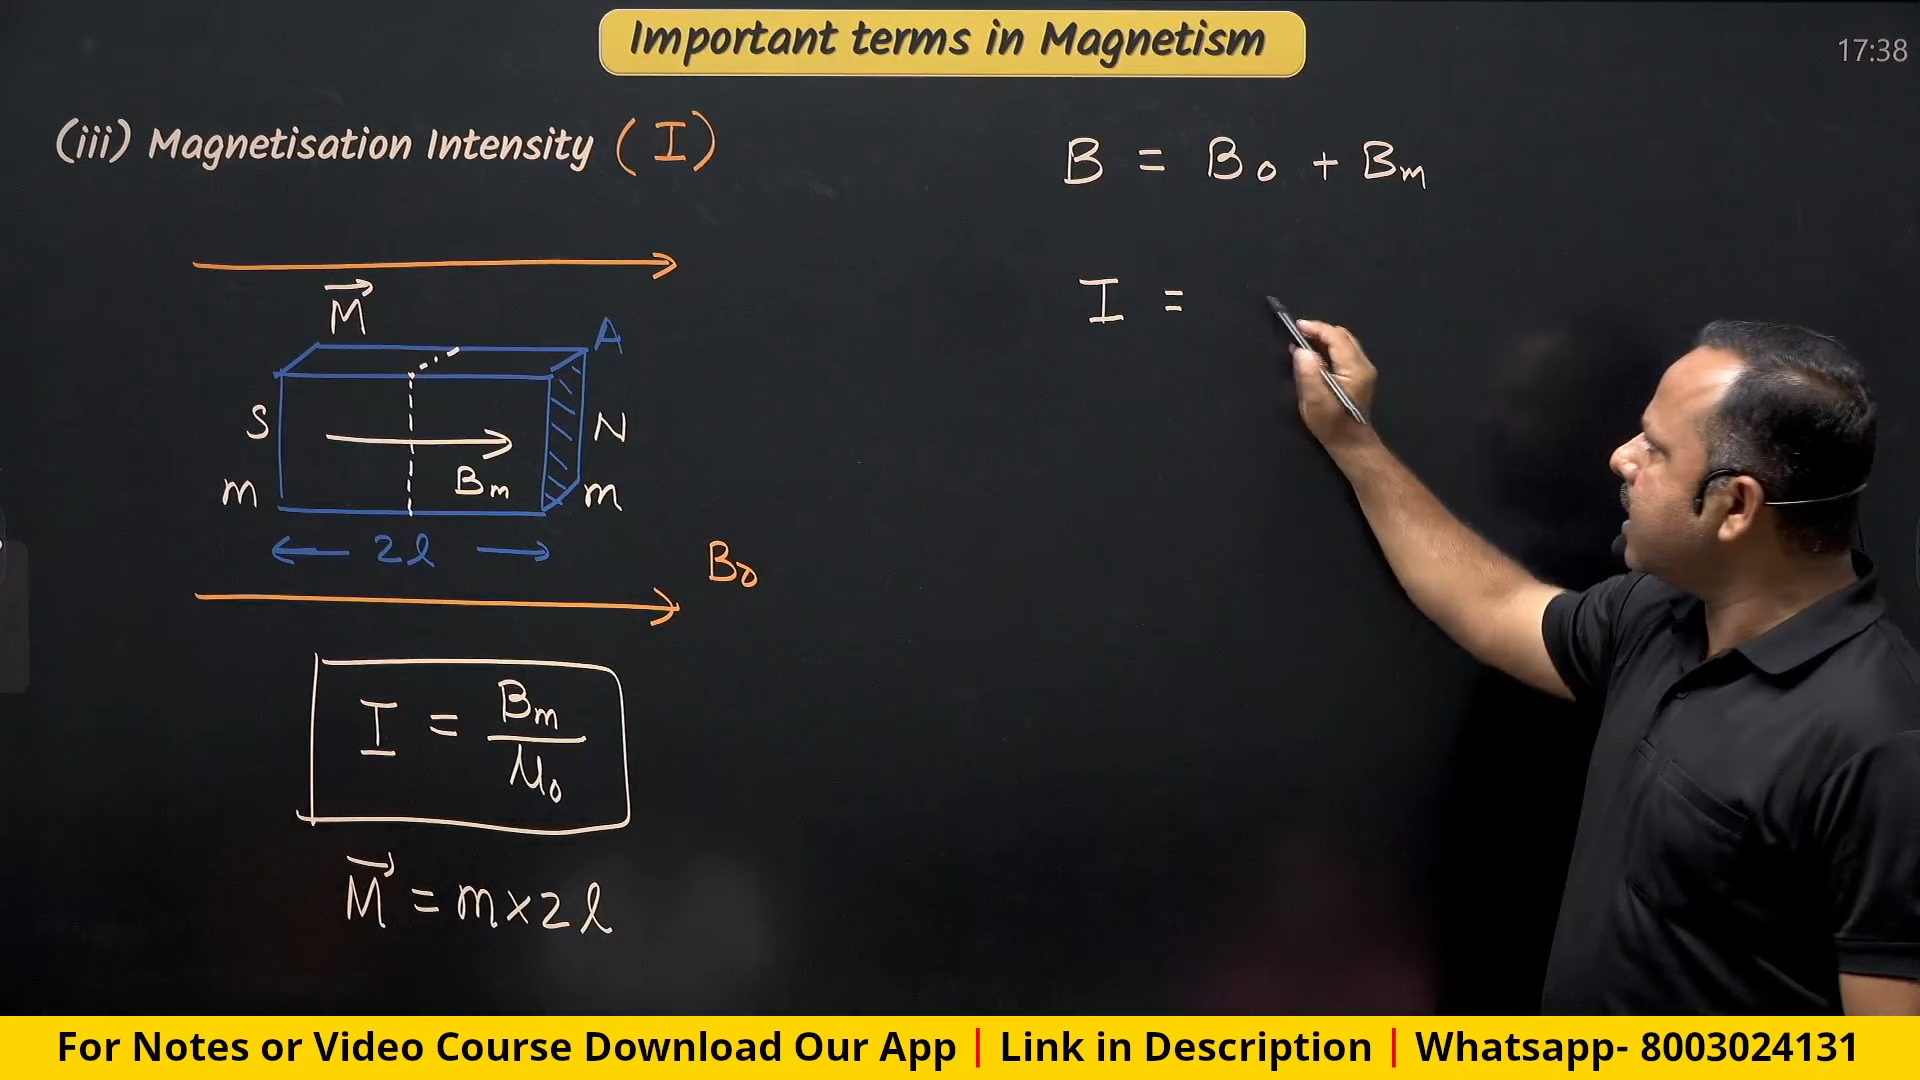 Important terms in Magnetism
17:38
(iii) Magnetisation Intensity (I)
B = B₀ + Bₘ
I =
M⃗
A
S
N
Bₘ
m
m
2l
B₀
I = Bₘ/μ₀
M⃗ = m×2l
For Notes or Video Course Download Our App | Link in Description | Whatsapp- 8003024131